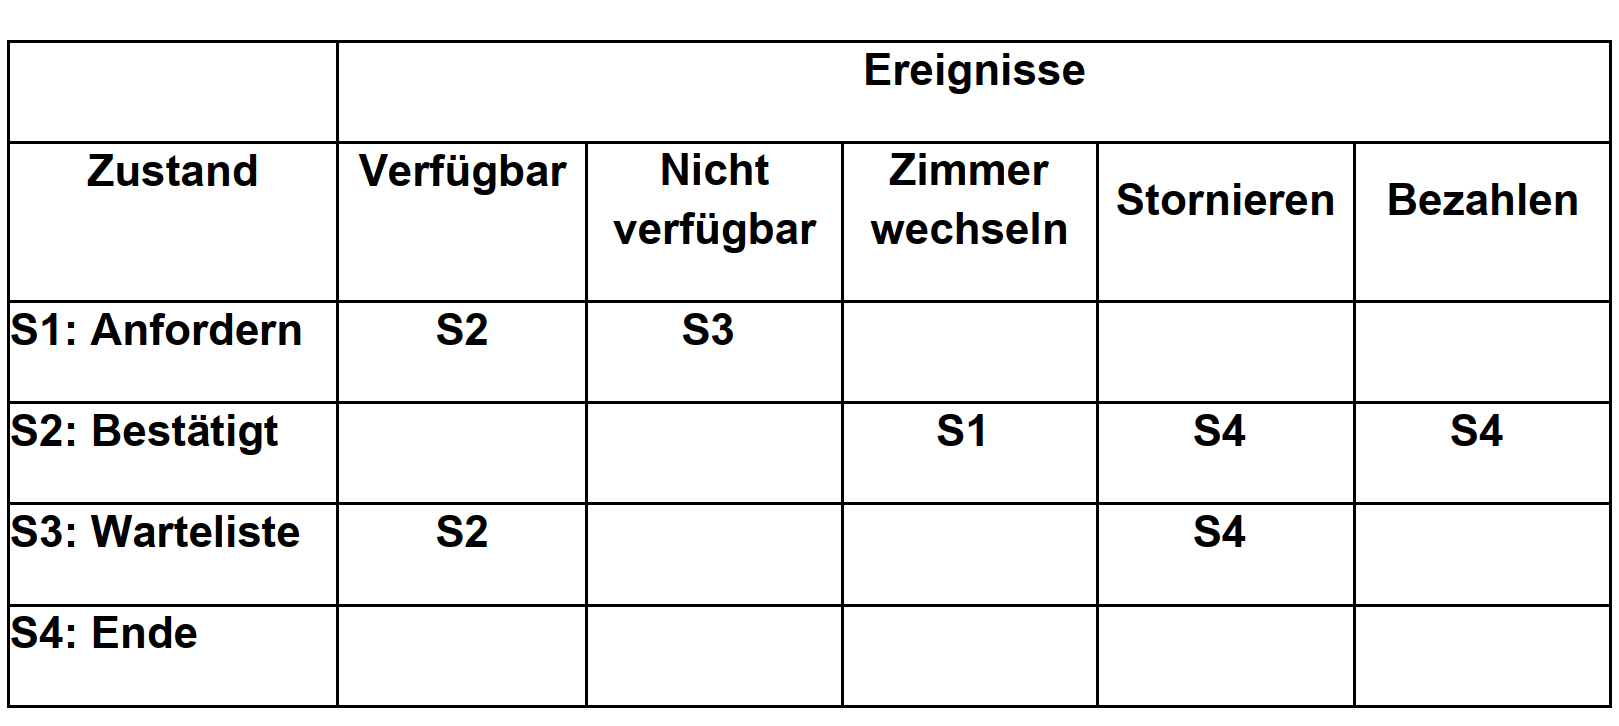 Ereignisse
Zustand Verfügbar Nicht verfügbar Zimmer wechseln Stornieren Bezahlen
S1: Anfordern S2 S3
S2: Bestätigt S1 S4 S4
S3: Warteliste S2 S4
S4: Ende